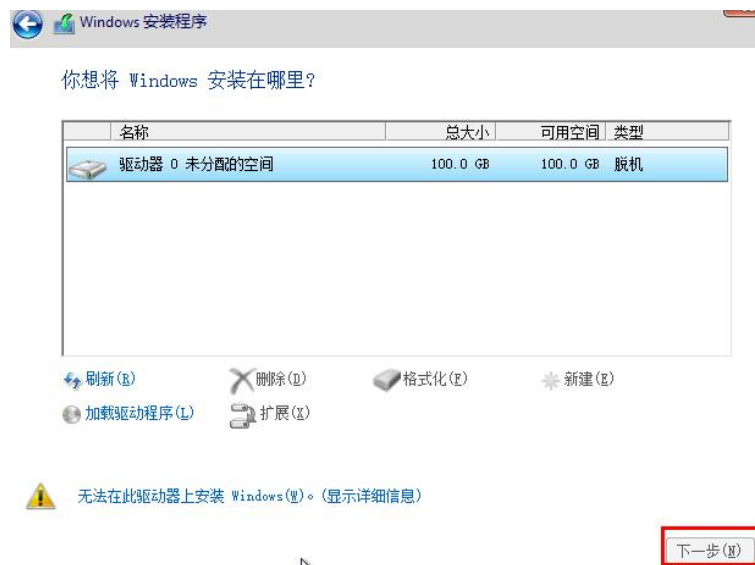 Windows 安装程序
你想将 Windows 安装在哪里?
名称 总大小 可用空间 类型
驱动器 0 未分配的空间 100.0 GB 100.0 GB 脱机
刷新(R) 删除(D) 格式化(F) 新建(E)
加载驱动程序(L) 扩展(X)
无法在此驱动器上安装 Windows(W)。(显示详细信息)
下一步(N)